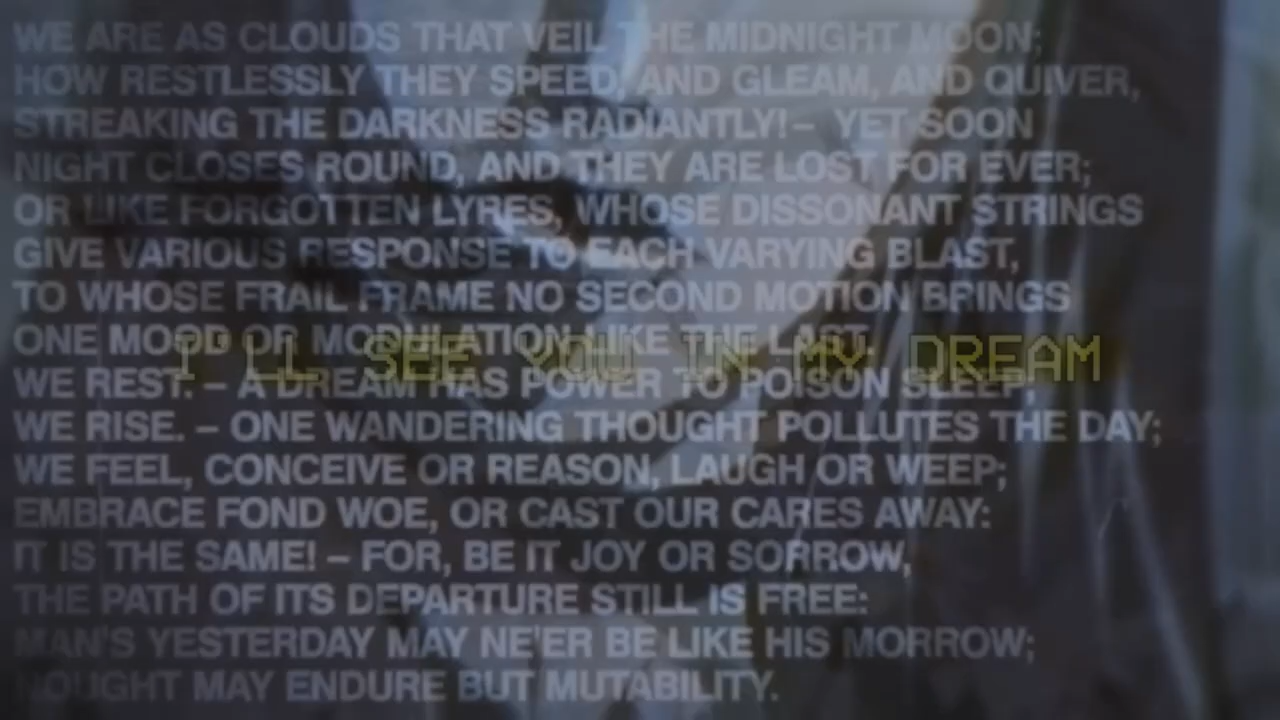 WE ARE AS CLOUDS THAT VEIL THE MIDNIGHT MOON;
HOW RESTLESSLY THEY SPEED, AND GLEAM, AND QUIVER,
STREAKING THE DARKNESS RADIANTLY! – YET SOON
NIGHT CLOSES ROUND, AND THEY ARE LOST FOR EVER;
OR LIKE FORGOTTEN LYRES, WHOSE DISSONANT STRINGS
GIVE VARIOUS RESPONSE TO EACH VARYING BLAST,
TO WHOSE FRAIL FRAME NO SECOND MOTION BRINGS
ONE MOOD OR MODULATION LIKE THE LAST.
I'LL SEE YOU IN MY DREAM
WE REST. – A DREAM HAS POWER TO POISON SLEEP;
WE RISE. – ONE WANDERING THOUGHT POLLUTES THE DAY;
WE FEEL, CONCEIVE OR REASON, LAUGH OR WEEP;
EMBRACE FOND WOE, OR CAST OUR CARES AWAY:
IT IS THE SAME! – FOR, BE IT JOY OR SORROW,
THE PATH OF ITS DEPARTURE STILL IS FREE:
MAN'S YESTERDAY MAY NE'ER BE LIKE HIS MORROW;
NOUGHT MAY ENDURE BUT MUTABILITY.